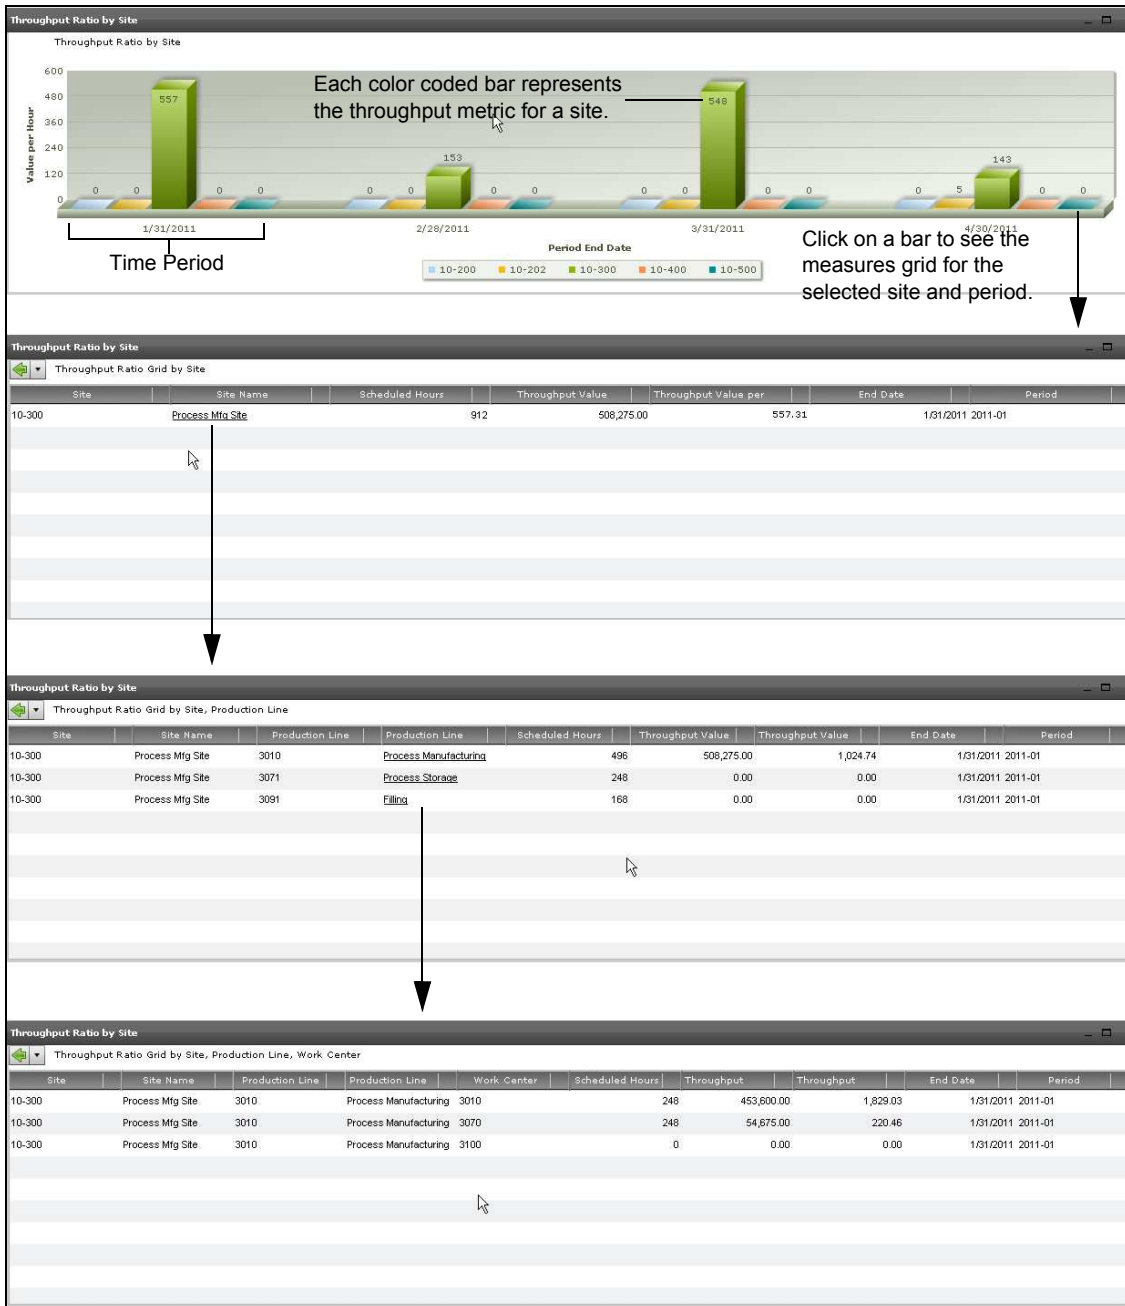 Throughput Ratio by Site
Throughput Ratio by Site
600
480
360
240
120
0
Value per Hour
557
0 0 0 0
153
0 0 0 0
548
0 0 0 0
143
0 5 0 0
Each color coded bar represents
the throughput metric for a site.
1/31/2011 2/28/2011 3/31/2011 4/30/2011
Time Period
Period End Date
10-200 10-202 10-300 10-400 10-500
Click on a bar to see the
measures grid for the
selected site and period.
Throughput Ratio by Site
Throughput Ratio Grid by Site
Site Site Name Scheduled Hours Throughput Value Throughput Value per End Date Period
10-300 Process Mfg Site 912 508,275.00 557.31 1/31/2011 2011-01
Throughput Ratio by Site
Throughput Ratio Grid by Site, Production Line
Site Site Name Production Line Production Line Scheduled Hours Throughput Value Throughput Value End Date Period
10-300 Process Mfg Site 3010 Process Manufacturing 496 508,275.00 1,024.74 1/31/2011 2011-01
10-300 Process Mfg Site 3071 Process Storage 248 0.00 0.00 1/31/2011 2011-01
10-300 Process Mfg Site 3091 Filling 168 0.00 0.00 1/31/2011 2011-01
Throughput Ratio by Site
Throughput Ratio Grid by Site, Production Line, Work Center
Site Site Name Production Line Production Line Work Center Scheduled Hours Throughput Throughput End Date Period
10-300 Process Mfg Site 3010 Process Manufacturing 3010 248 453,600.00 1,829.03 1/31/2011 2011-01
10-300 Process Mfg Site 3010 Process Manufacturing 3070 248 54,675.00 220.46 1/31/2011 2011-01
10-300 Process Mfg Site 3010 Process Manufacturing 3100 0 0.00 0.00 1/31/2011 2011-01